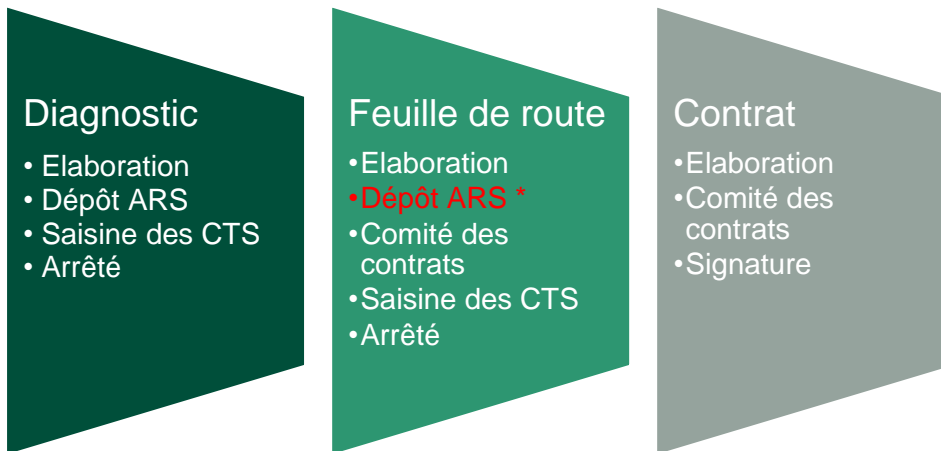 Diagnostic
• Elaboration
• Dépôt ARS
• Saisine des CTS
• Arrêté
Feuille de route
•Elaboration
•Dépôt ARS *
•Comité des
contrats
•Saisine des CTS
•Arrêté
Contrat
•Elaboration
•Comité des
contrats
•Signature